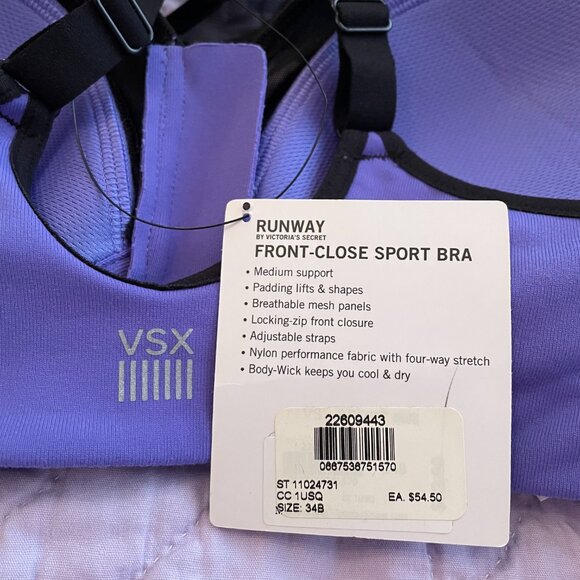 RUNWAY
BY VICTORIA'S SECRET
FRONT-CLOSE SPORT BRA
• Medium support
• Padding lifts & shapes
• Breathable mesh panels
• Locking-zip front closure
• Adjustable straps
• Nylon performance fabric with four-way stretch
• Body-Wick keeps you cool & dry
VSX
22609443
0667536751570
ST 11024731
CC 1USQ EA. $54.50
SIZE: 34B